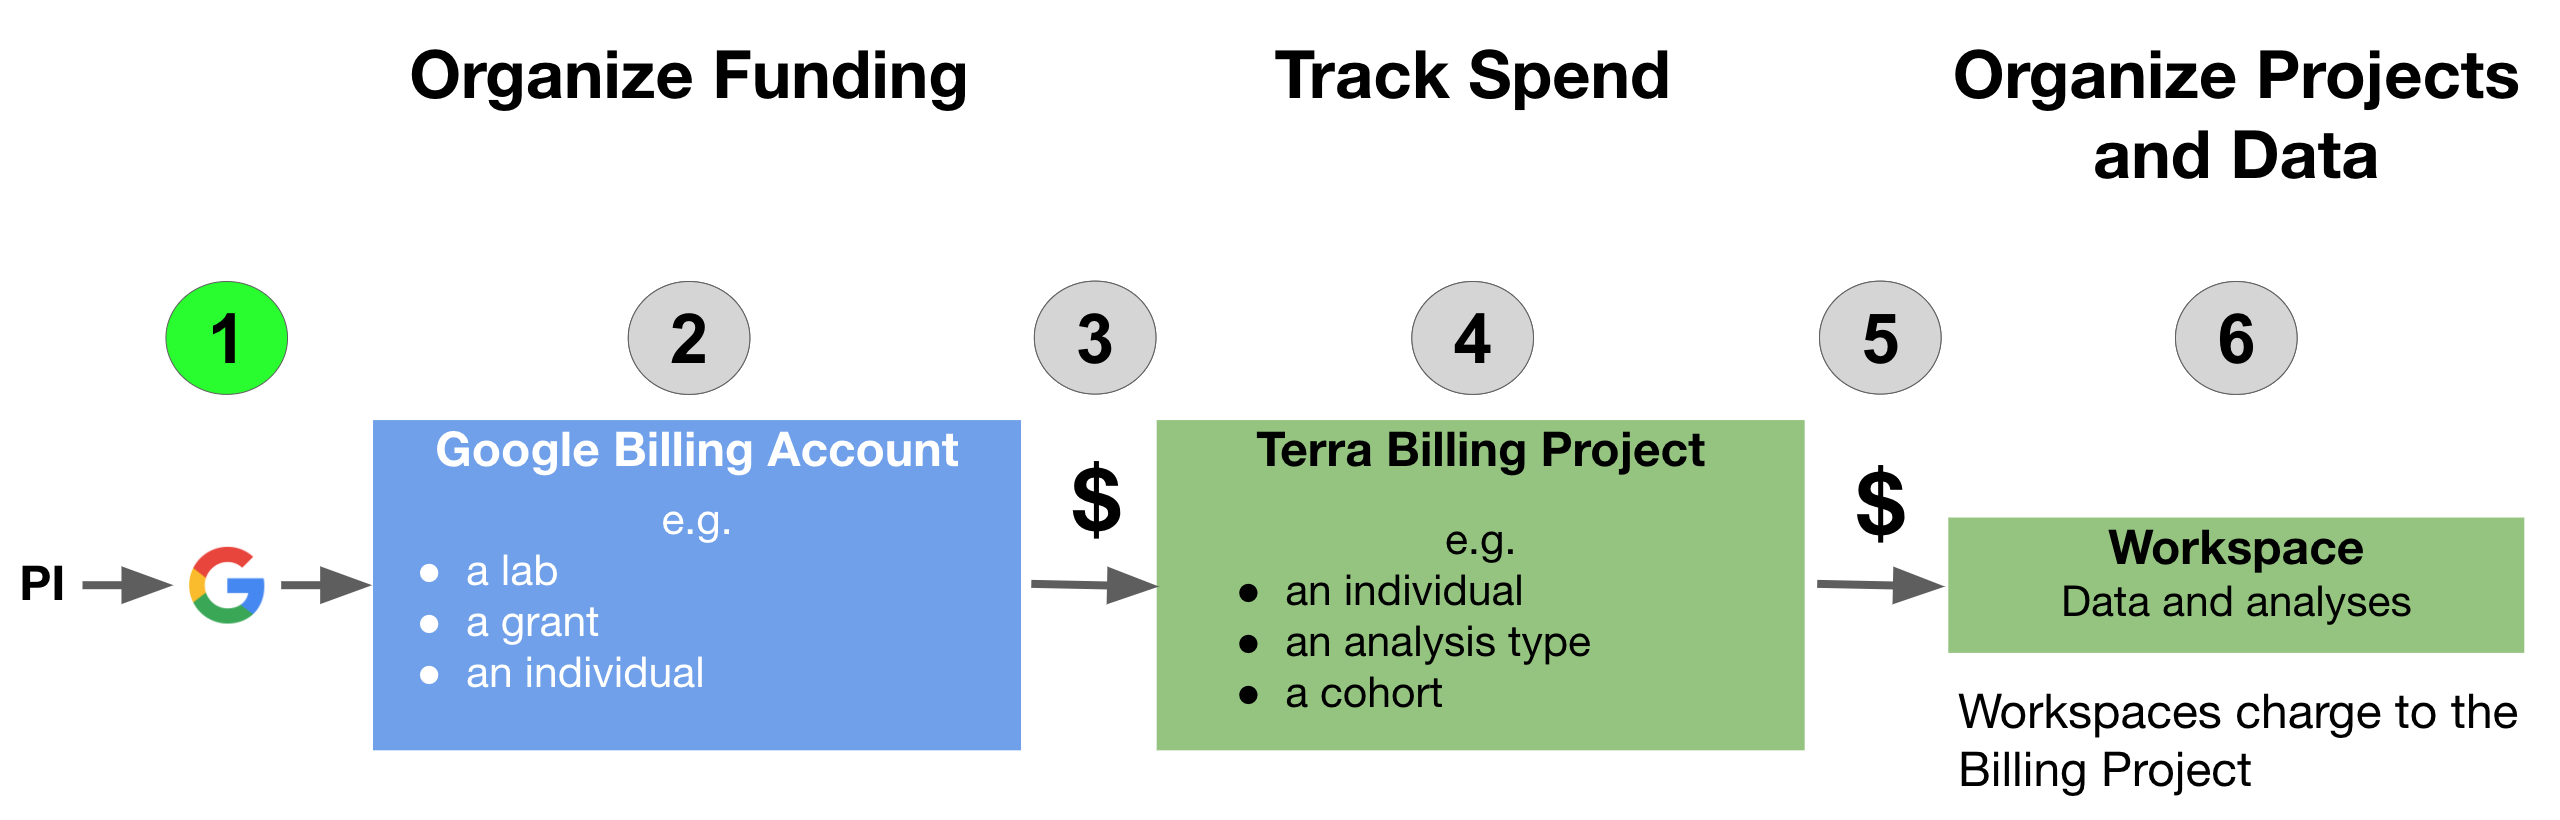 Organize Funding
Track Spend
Organize Projects
and Data
1
2
3
4
5
6
PI
Google Billing Account
e.g.
● a lab
● a grant
● an individual
$
Terra Billing Project
e.g.
● an individual
● an analysis type
● a cohort
$
Workspace
Data and analyses
Workspaces charge to the
Billing Project